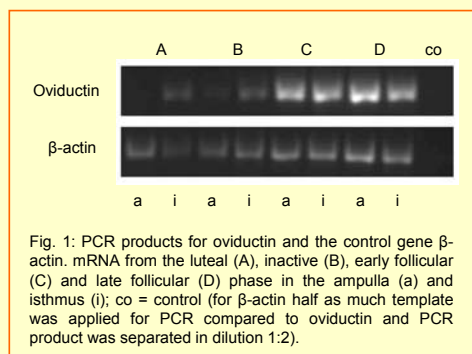 A B C D co
Oviductin
β-actin
a i a i a i a i
Fig. 1: PCR products for oviductin and the control gene β-
actin. mRNA from the luteal (A), inactive (B), early follicular
(C) and late follicular (D) phase in the ampulla (a) and
isthmus (i); co = control (for β-actin half as much template
was applied for PCR compared to oviductin and PCR
product was separated in dilution 1:2).